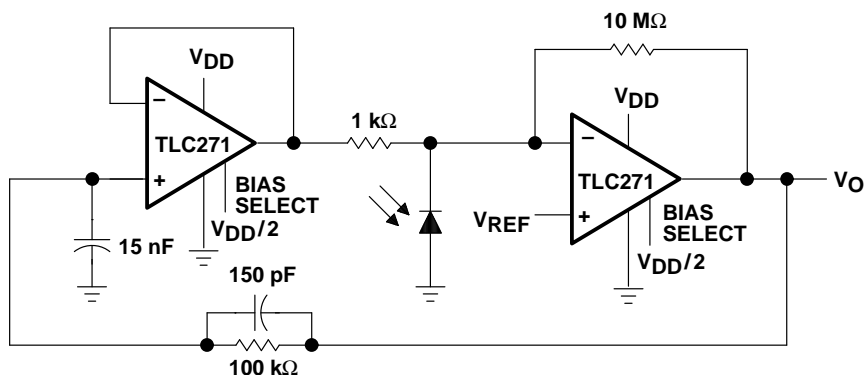 10 MΩ
VDD
−
TLC271
+
BIAS
SELECT
VDD/2
15 nF
1 kΩ
VDD
−
TLC271
+
VREF
BIAS
SELECT
VDD/2
VO
150 pF
100 kΩ